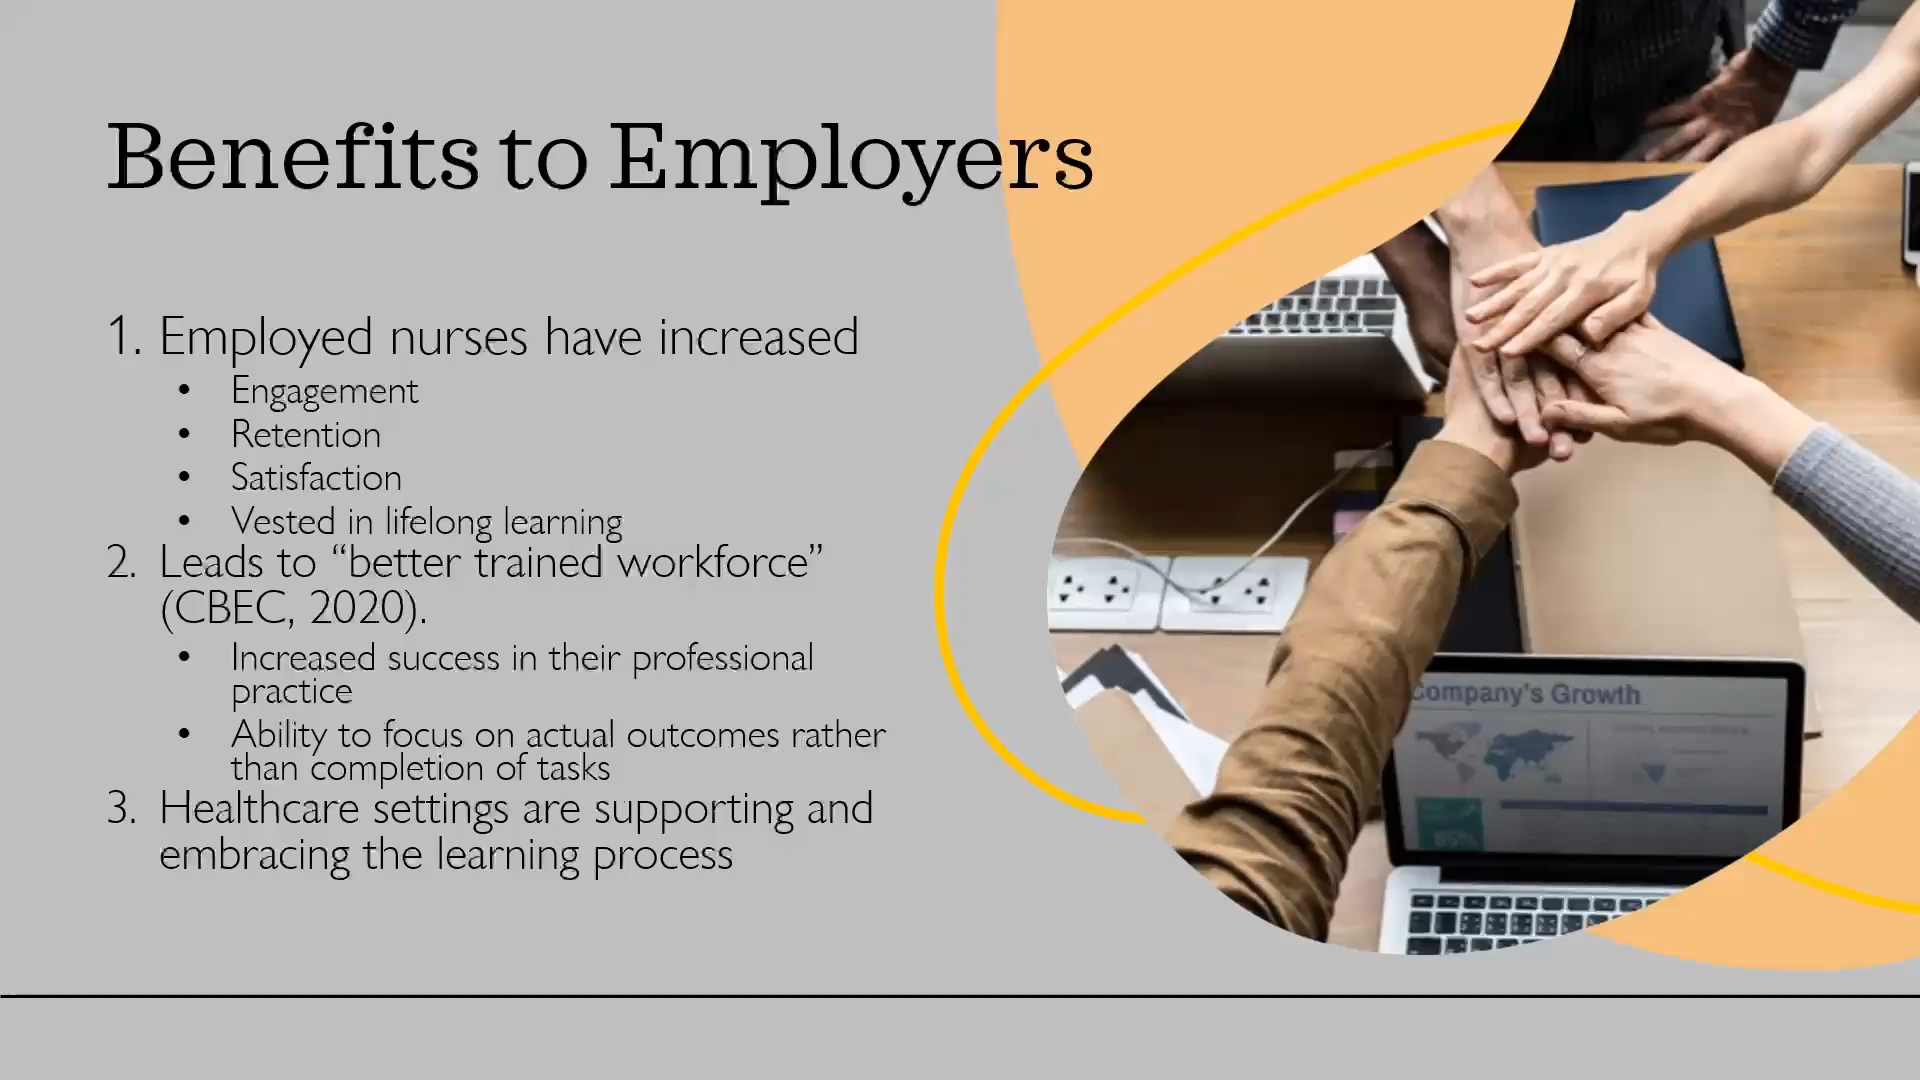 Benefits to Employers
1. Employed nurses have increased
• Engagement
• Retention
• Satisfaction
• Vested in lifelong learning
2. Leads to “better trained workforce”
(CBEC, 2020).
• Increased success in their professional
practice
• Ability to focus on actual outcomes rather
than completion of tasks
3. Healthcare settings are supporting and
embracing the learning process
Company's Growth